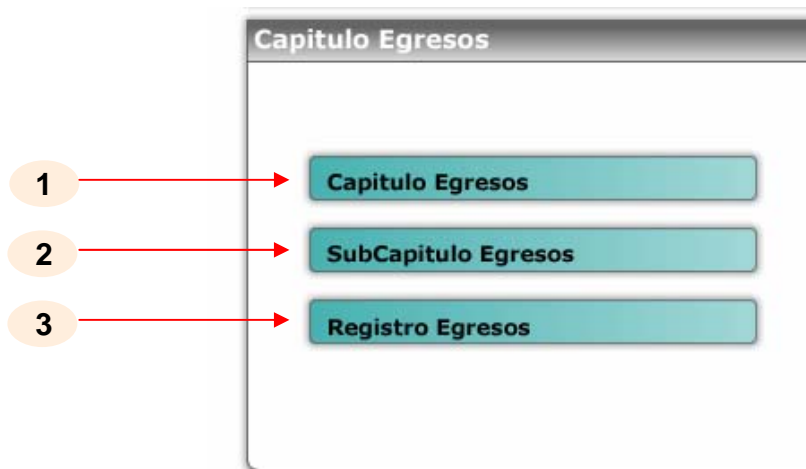 Capitulo Egresos
1 Capitulo Egresos
2 SubCapitulo Egresos
3 Registro Egresos